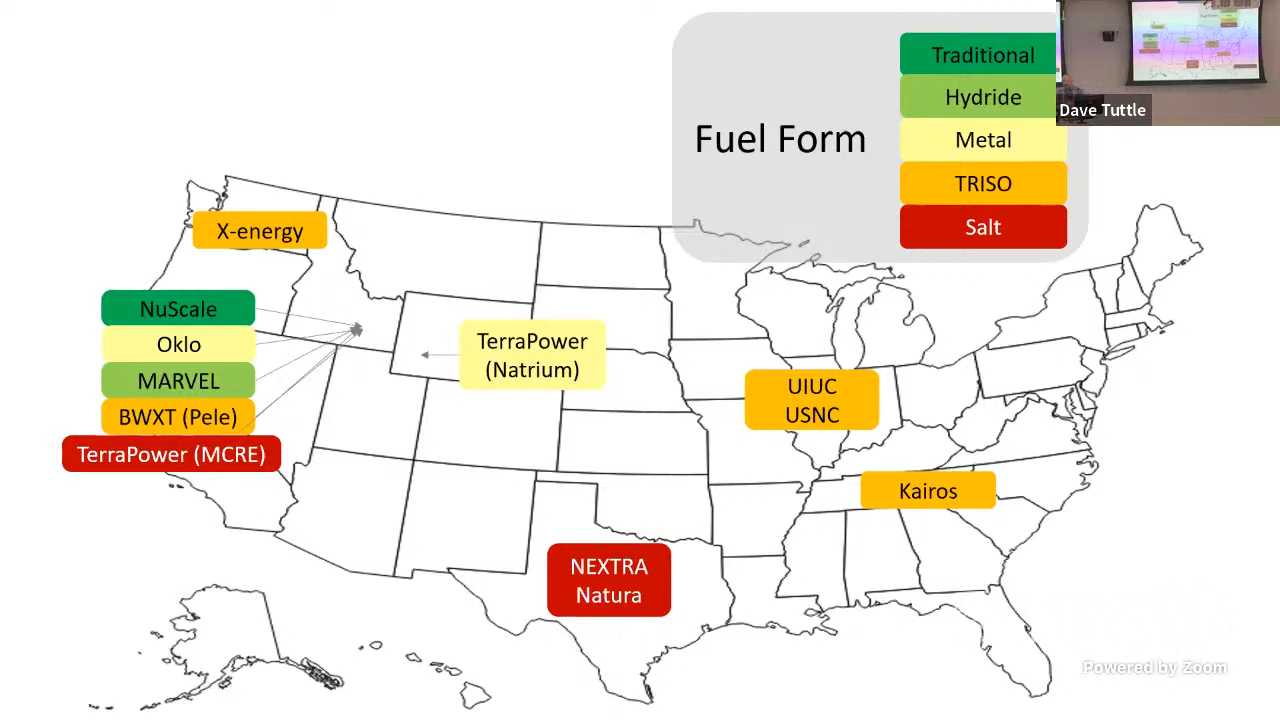 Traditional
Hydride
Fuel Form
Metal
TRISO
Salt
Dave Tuttle
X-energy
NuScale
Oklo
MARVEL
BWXT (Pele)
TerraPower (MCRE)
TerraPower
(Natrium)
UIUC
USNC
Kairos
NEXTRA
Natura
Powered by Zoom